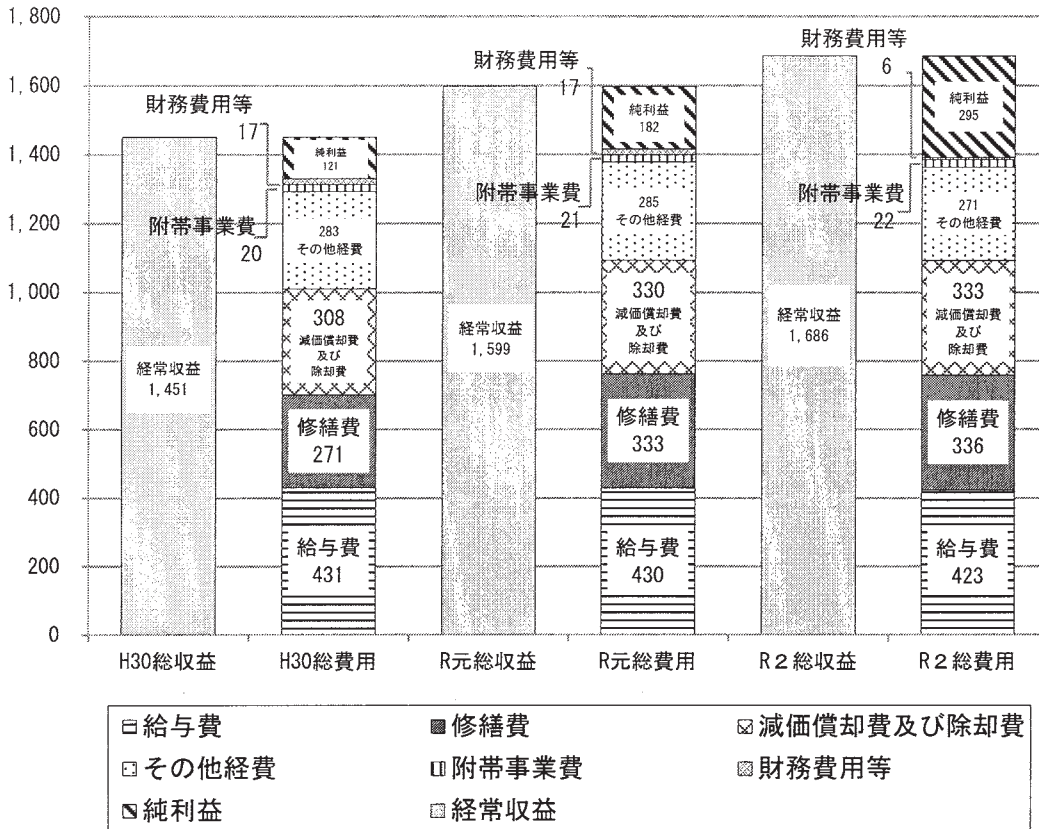 1,800
1,600
1,400
1,200
1,000
800
600
400
200
0
経常収益
1,451
財務費用等
17
附帯事業費
20
純利益
121
283
その他経費
308
減価償却費
及び
除却費
修繕費
271
給与費
431
経常収益
1,599
財務費用等
17
附帯事業費
21
純利益
182
285
その他経費
330
減価償却費
及び
除却費
修繕費
333
給与費
430
経常収益
1,686
財務費用等
6
附帯事業費
22
純利益
295
271
その他経費
333
減価償却費
及び
除却費
修繕費
336
給与費
423
H30総収益 H30総費用 R元総収益 R元総費用 R2総収益 R2総費用
給与費 修繕費 減価償却費及び除却費
その他経費 附帯事業費 財務費用等
純利益 経常収益